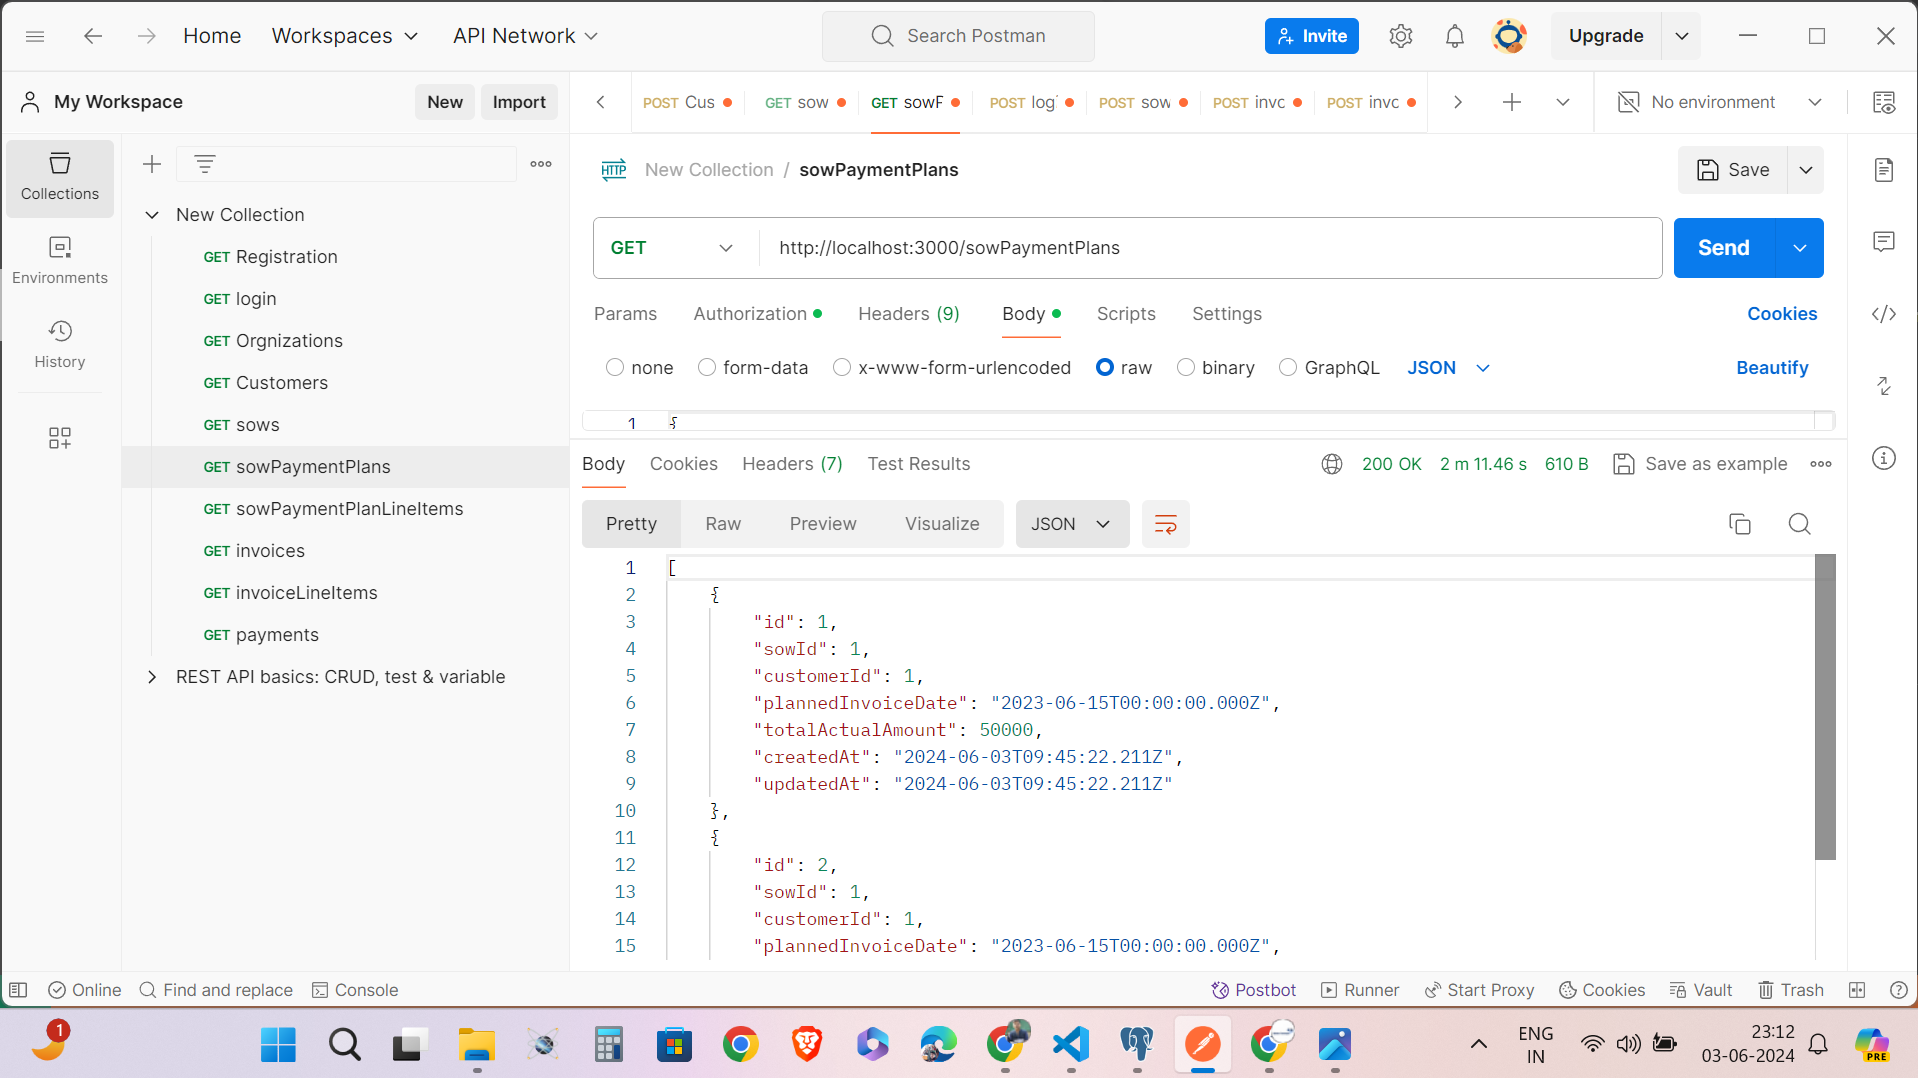 Home Workspaces API Network Search Postman Invite Upgrade
My Workspace New Import POST Cus GET sow GET sowF POST log POST sow POST invc POST invc No environment
Collections
Environments
History
New Collection
GET Registration
GET login
GET Orgnizations
GET Customers
GET sows
GET sowPaymentPlans
GET sowPaymentPlanLineItems
GET invoices
GET invoiceLineItems
GET payments
REST API basics: CRUD, test & variable
HTTP New Collection / sowPaymentPlans Save
GET http://localhost:3000/sowPaymentPlans Send
Params Authorization Headers (9) Body Scripts Settings Cookies
none form-data x-www-form-urlencoded raw binary GraphQL JSON Beautify
1 {
Body Cookies Headers (7) Test Results 200 OK 2 m 11.46 s 610 B Save as example
Pretty Raw Preview Visualize JSON
1 [
2 {
3 "id": 1,
4 "sowId": 1,
5 "customerId": 1,
6 "plannedInvoiceDate": "2023-06-15T00:00:00.000Z",
7 "totalActualAmount": 50000,
8 "createdAt": "2024-06-03T09:45:22.211Z",
9 "updatedAt": "2024-06-03T09:45:22.211Z"
10 },
11 {
12 "id": 2,
13 "sowId": 1,
14 "customerId": 1,
15 "plannedInvoiceDate": "2023-06-15T00:00:00.000Z",
Online Find and replace Console Postbot Runner Start Proxy Cookies Vault Trash
1 ENG 23:12
IN 03-06-2024 PRE